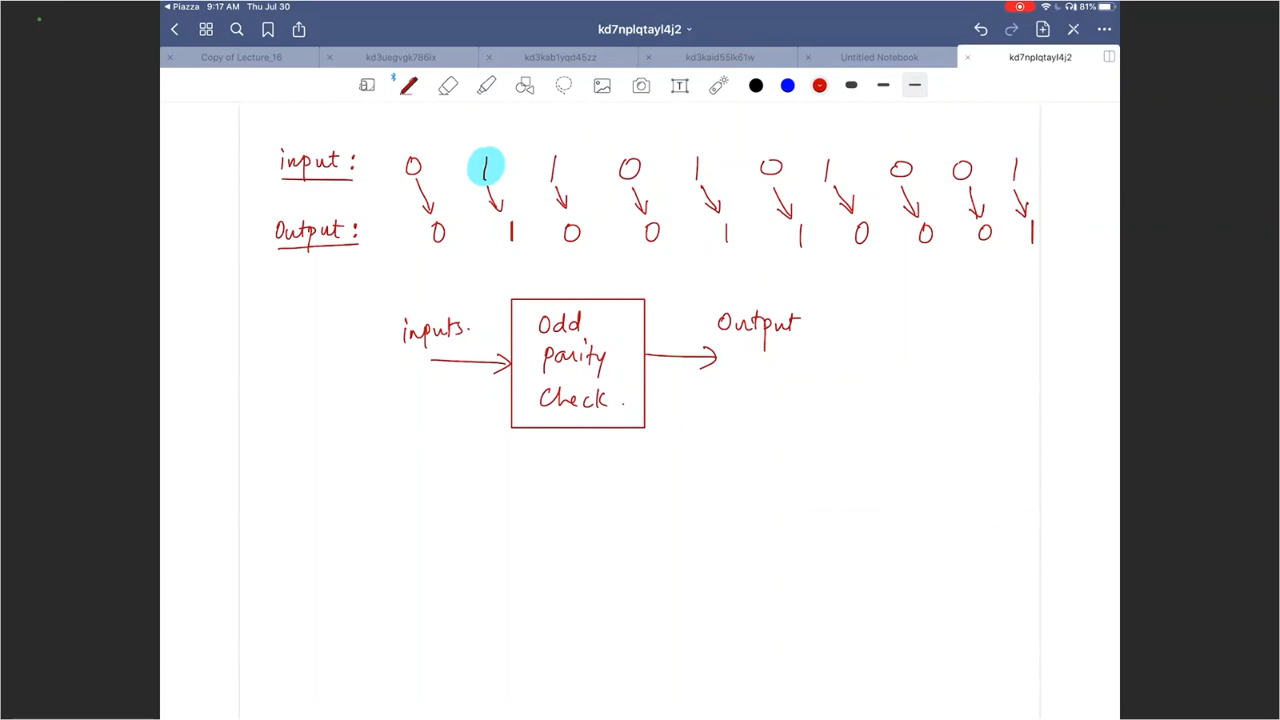 Piazza 9:17 AM Thu Jul 30 81%
kd7nplqtayl4j2
Copy of Lecture_16 kd3uegvgk786ix kd3kab1yqd45zz kd3kaid55lk61w Untitled Notebook kd7nplqtayl4j2
input: 0 1 1 0 1 0 1 0 0 1
Output: 0 1 0 0 1 1 0 0 0 1
inputs.
Odd
Parity
Check.
Output